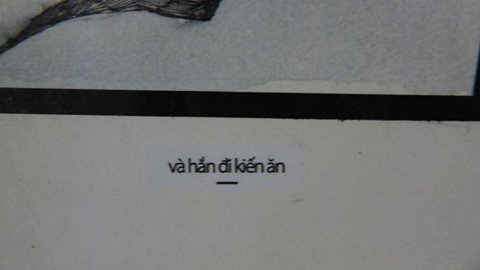 và hắn đi kiến ăn